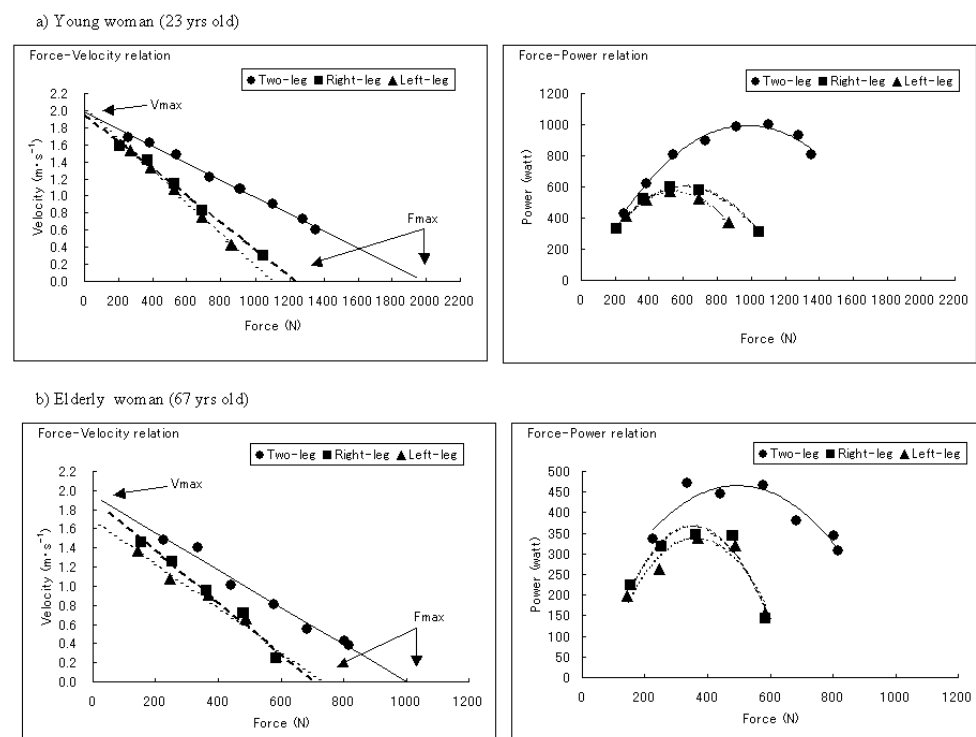 a) Young woman (23 yrs old)
Force-Velocity relation
Two-leg Right-leg Left-leg
2.2
2.0
1.8
1.6
1.4
1.2
1.0
0.8
0.6
0.4
0.2
0.0
Velocity (m・s⁻¹)
Vmax
Fmax
0 200 400 600 800 1000 1200 1400 1600 1800 2000 2200
Force (N)
Force-Power relation
Two-leg Right-leg Left-leg
1200
1000
800
600
400
200
0
Power (watt)
0 200 400 600 800 1000 1200 1400 1600 1800 2000 2200
Force (N)
b) Elderly woman (67 yrs old)
Force-Velocity relation
Two-leg Right-leg Left-leg
2.2
2.0
1.8
1.6
1.4
1.2
1.0
0.8
0.6
0.4
0.2
0.0
Velocity (m・s⁻¹)
Vmax
Fmax
0 200 400 600 800 1000 1200
Force (N)
Force-Power relation
Two-leg Right-leg Left-leg
500
450
400
350
300
250
200
150
100
50
0
Power (watt)
0 200 400 600 800 1000 1200
Force (N)